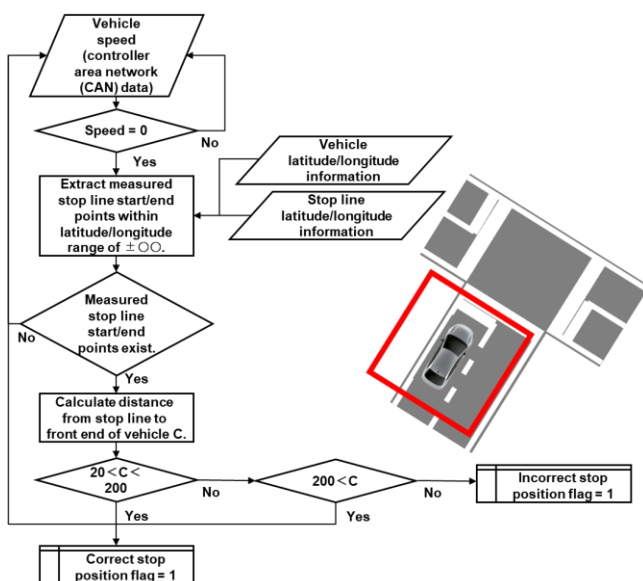 Vehicle
speed
(controller
area network
(CAN) data)
Speed = 0
No
Yes
Vehicle
latitude/longitude
information
Extract measured
stop line start/end
points within
latitude/longitude
range of ±○○.
Stop line
latitude/longitude
information
Measured
stop line
start/end
points exist.
No
Yes
Calculate distance
from stop line to
front end of vehicle C.
20<C<
200
No
200<C
No
Incorrect stop
position flag = 1
Yes
Yes
Correct stop
position flag = 1